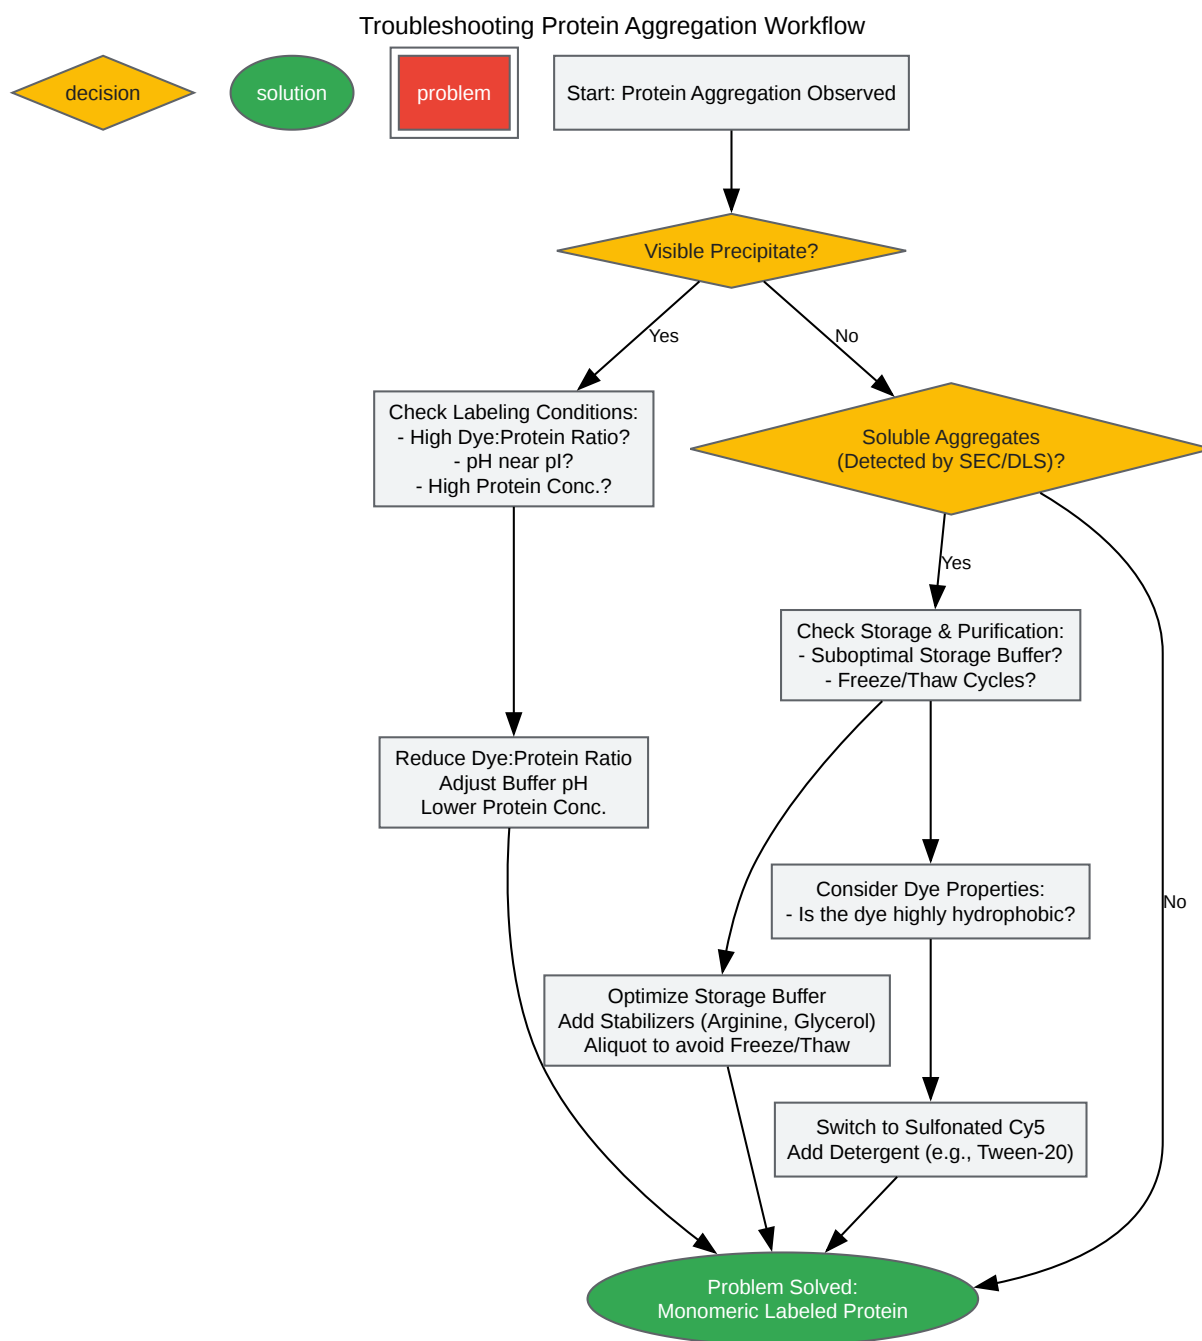 Troubleshooting Protein Aggregation Workflow
decision
solution
problem
Start: Protein Aggregation Observed
Visible Precipitate?
Yes
No
Check Labeling Conditions:
- High Dye:Protein Ratio?
- pH near pI?
- High Protein Conc.?
Soluble Aggregates
(Detected by SEC/DLS)?
Yes
Check Storage & Purification:
- Suboptimal Storage Buffer?
- Freeze/Thaw Cycles?
Reduce Dye:Protein Ratio
Adjust Buffer pH
Lower Protein Conc.
Consider Dye Properties:
- Is the dye highly hydrophobic?
No
Optimize Storage Buffer
Add Stabilizers (Arginine, Glycerol)
Aliquot to avoid Freeze/Thaw
Switch to Sulfonated Cy5
Add Detergent (e.g., Tween-20)
Problem Solved:
Monomeric Labeled Protein